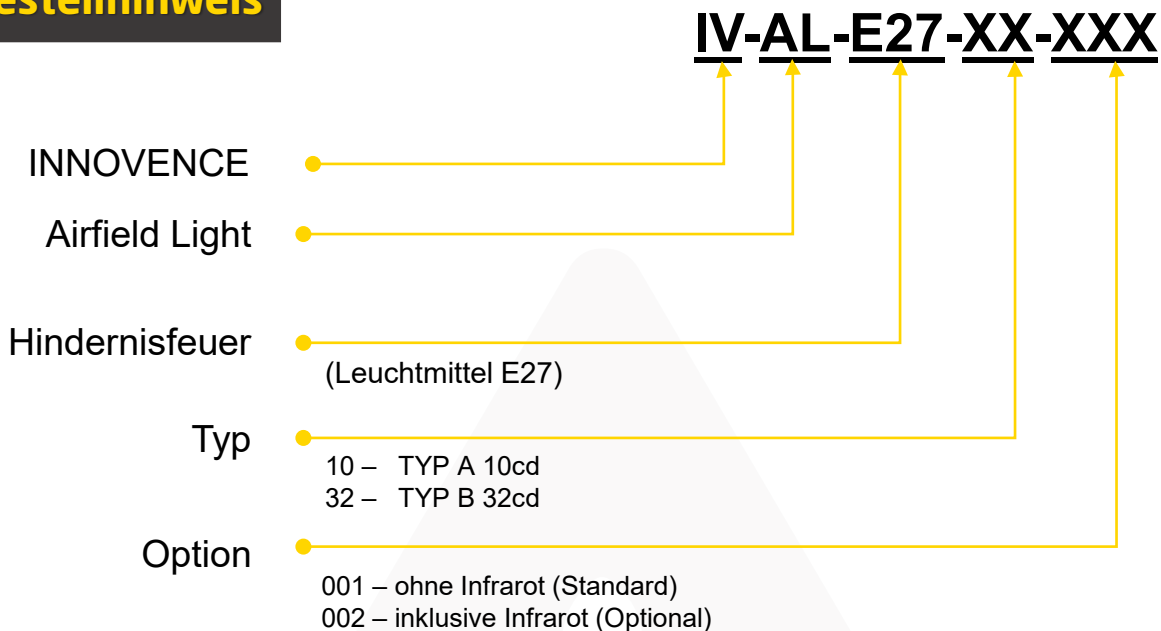 IV-AL-E27-XX-XXX
INNOVENCE
Airfield Light
Hindernisfeuer
(Leuchtmittel E27)
Typ
10 – TYP A 10cd
32 – TYP B 32cd
Option
001 – ohne Infrarot (Standard)
002 – inklusive Infrarot (Optional)